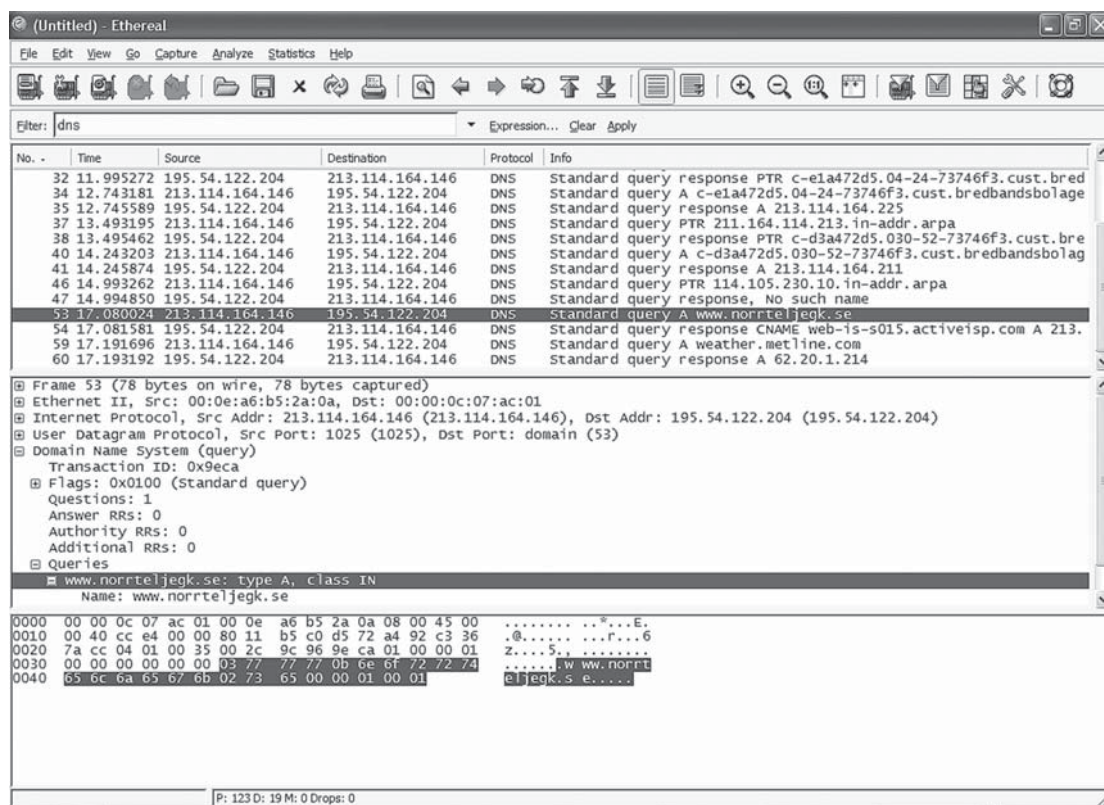 (Untitled) - Ethereal
File Edit View Go Capture Analyze Statistics Help
Filter: dns Expression... Clear Apply
No. - Time Source Destination Protocol Info
32 11.995272 195.54.122.204 213.114.164.146 DNS Standard query response PTR c-e1a472d5.04-24-73746f3.cust.bred
34 12.743181 213.114.164.146 195.54.122.204 DNS Standard query A c-e1a472d5.04-24-73746f3.cust.bredbandsbolage
35 12.745589 195.54.122.204 213.114.164.146 DNS Standard query response A 213.114.164.225
37 13.493195 213.114.164.146 195.54.122.204 DNS Standard query PTR 211.164.114.213.in-addr.arpa
38 13.495462 195.54.122.204 213.114.164.146 DNS Standard query response PTR c-d3a472d5.030-52-73746f3.cust.bre
40 14.243203 213.114.164.146 195.54.122.204 DNS Standard query A c-d3a472d5.030-52-73746f3.cust.bredbandsbolag
41 14.245874 195.54.122.204 213.114.164.146 DNS Standard query response A 213.114.164.211
46 14.993262 213.114.164.146 195.54.122.204 DNS Standard query PTR 114.105.230.10.in-addr.arpa
47 14.994850 195.54.122.204 213.114.164.146 DNS Standard query response, No such name
53 17.080024 213.114.164.146 195.54.122.204 DNS Standard query A www.norrteljegk.se
54 17.081581 195.54.122.204 213.114.164.146 DNS Standard query response CNAME web-is-s015.activeisp.com A 213.
59 17.191696 213.114.164.146 195.54.122.204 DNS Standard query A weather.metline.com
60 17.193192 195.54.122.204 213.114.164.146 DNS Standard query response A 62.20.1.214
Frame 53 (78 bytes on wire, 78 bytes captured)
Ethernet II, Src: 00:0e:a6:b5:2a:0a, Dst: 00:00:0c:07:ac:01
Internet Protocol, Src Addr: 213.114.164.146 (213.114.164.146), Dst Addr: 195.54.122.204 (195.54.122.204)
User Datagram Protocol, Src Port: 1025 (1025), Dst Port: domain (53)
Domain Name System (query)
Transaction ID: 0x9eca
Flags: 0x0100 (Standard query)
Questions: 1
Answer RRs: 0
Authority RRs: 0
Additional RRs: 0
Queries
www.norrteljegk.se: type A, class IN
Name: www.norrteljegk.se
0000 00 00 0c 07 ac 01 00 0e a6 b5 2a 0a 08 00 45 00 ........ ..*...E.
0010 00 40 cc e4 00 00 80 11 b5 c0 d5 72 a4 92 c3 36 .@...... ...r...6
0020 7a cc 04 01 00 35 00 2c 9c 96 9e ca 01 00 00 01 z....5., ........
0030 00 00 00 00 00 00 03 77 77 77 0b 6e 6f 72 72 74 .......w ww.norrt
0040 65 6c 6a 65 67 6b 02 73 65 00 00 01 00 01 eljegk.s e.....
P: 123 D: 19 M: 0 Drops: 0